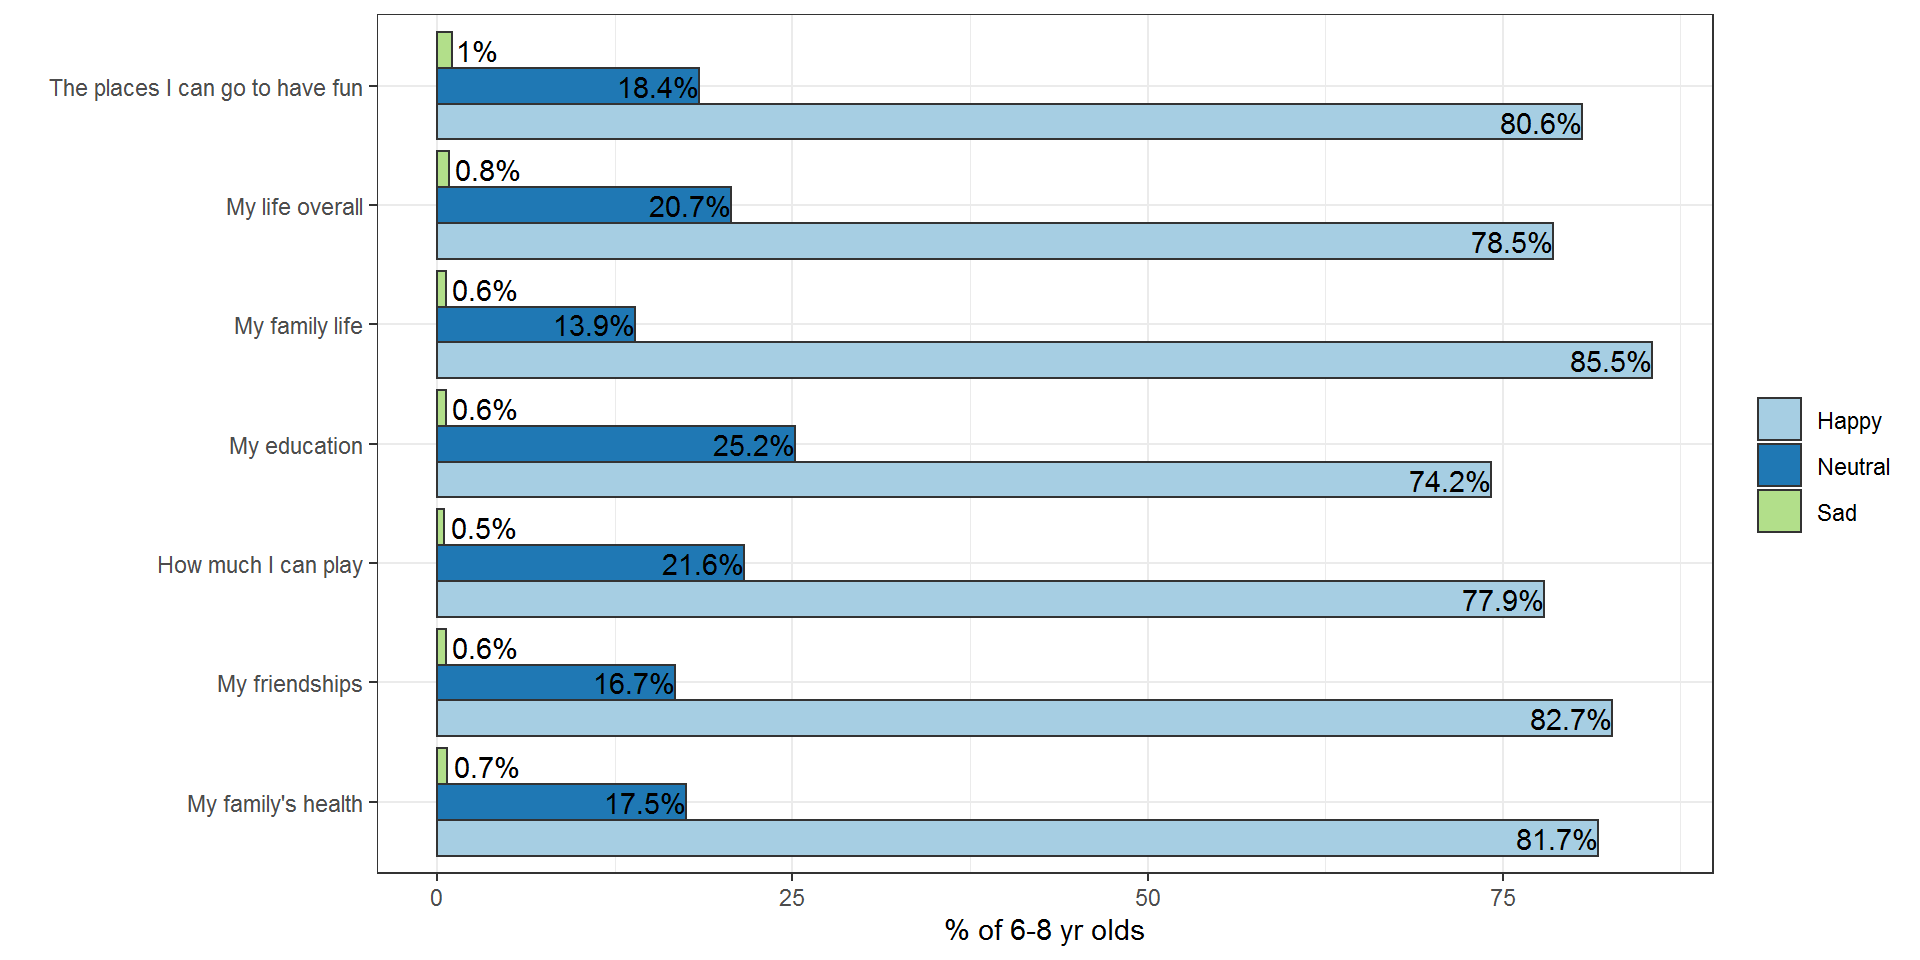 1%
The places I can go to have fun
18.4%
80.6%
0.8%
My life overall
20.7%
78.5%
0.6%
My family life
13.9%
85.5%
0.6%
My education
25.2%
74.2%
0.5%
How much I can play
21.6%
77.9%
0.6%
My friendships
16.7%
82.7%
0.7%
My family's health
17.5%
81.7%
0
25
50
75
% of 6-8 yr olds
Happy
Neutral
Sad